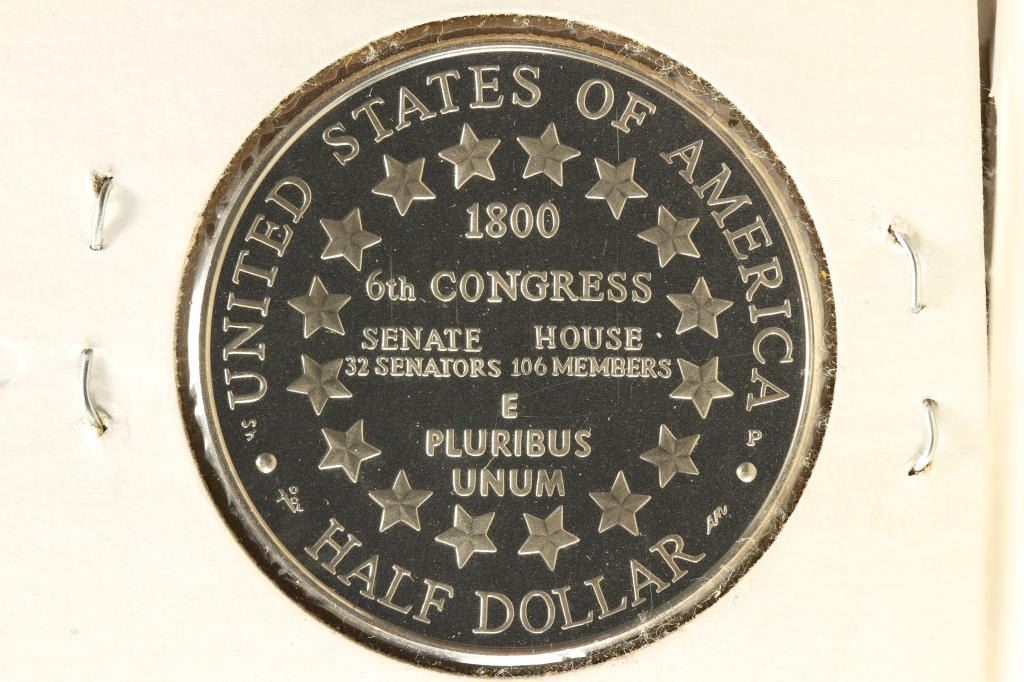 UNITED STATES OF AMERICA
1800
6th CONGRESS
SENATE HOUSE
32 SENATORS 106 MEMBERS
E
PLURIBUS
UNUM
P
HALF DOLLAR